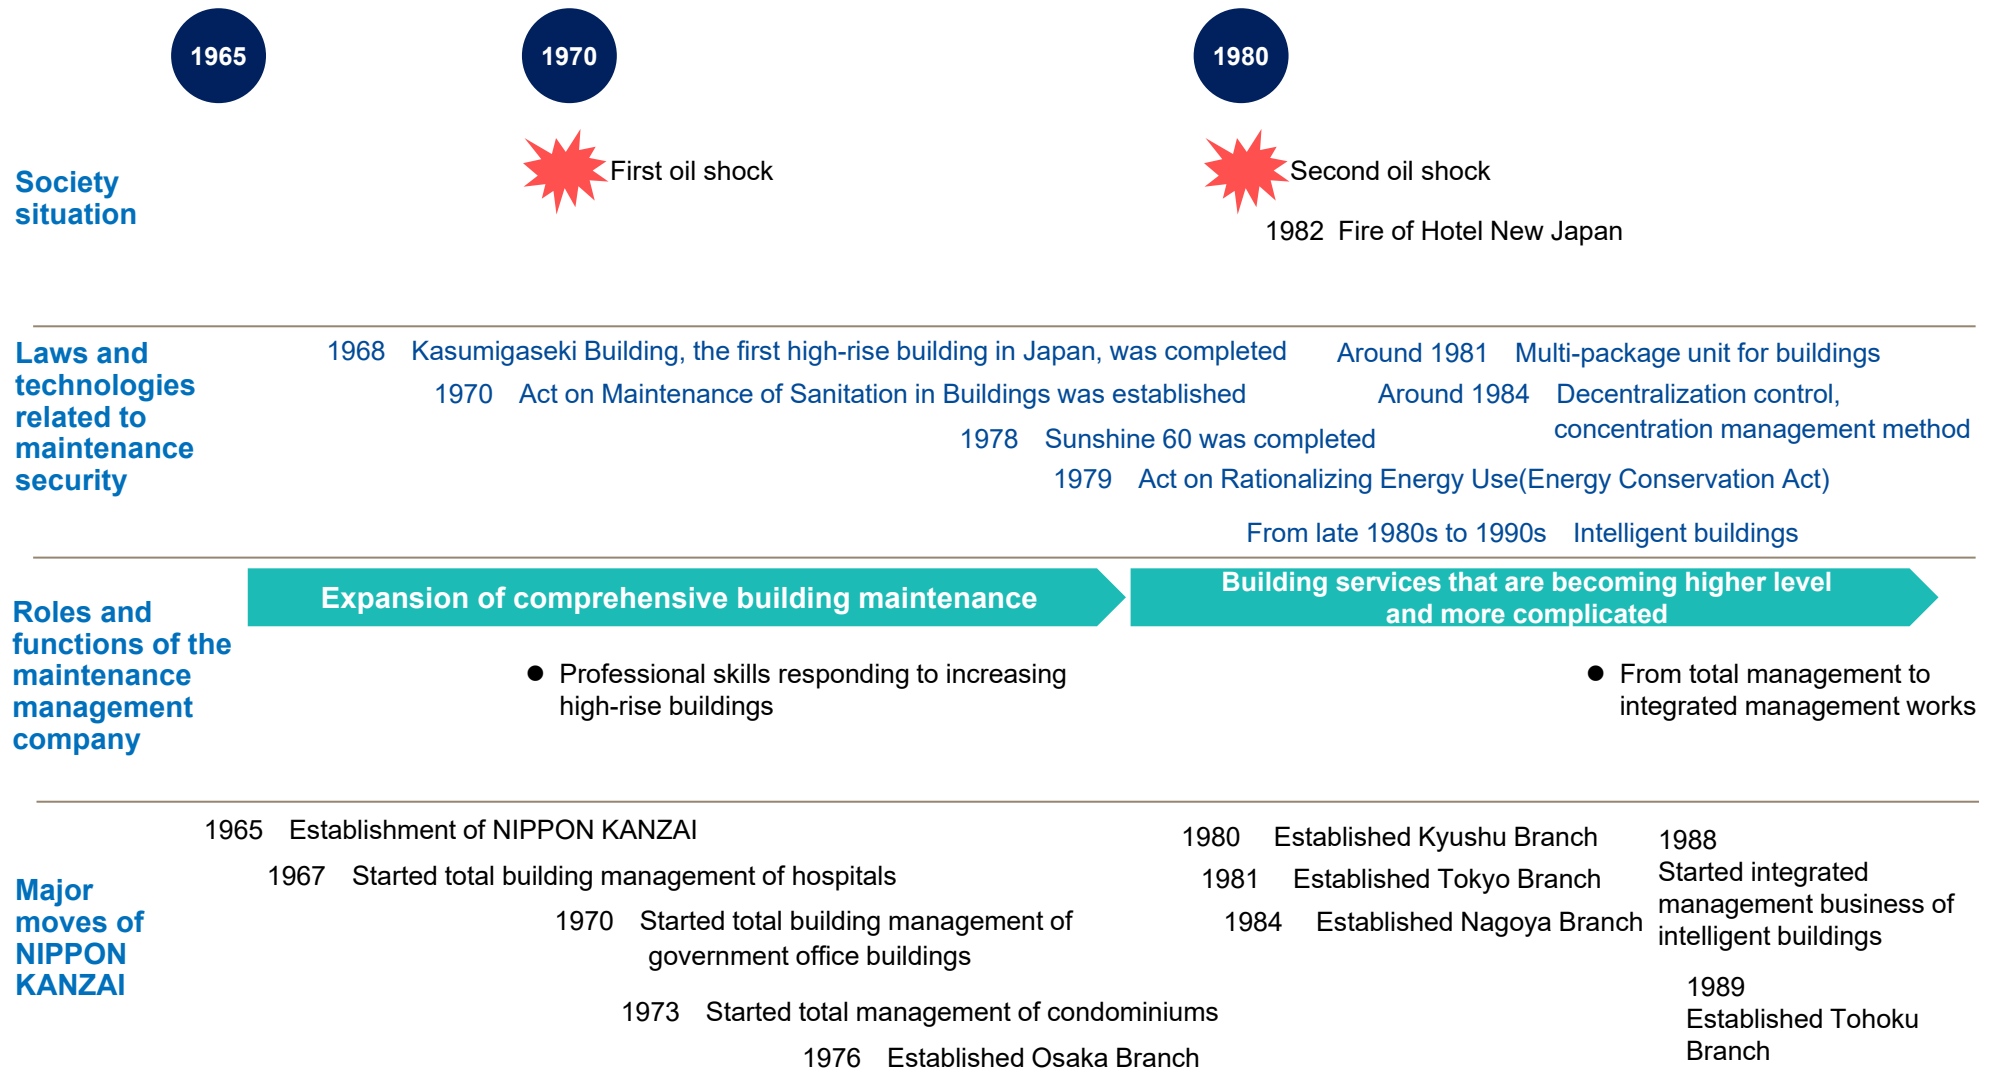 1965
1970
1980
Society
situation
First oil shock
Second oil shock
1982 Fire of Hotel New Japan
Laws and
technologies
related to
maintenance
security
1968 Kasumigaseki Building, the first high-rise building in Japan, was completed
1970 Act on Maintenance of Sanitation in Buildings was established
1978 Sunshine 60 was completed
1979 Act on Rationalizing Energy Use(Energy Conservation Act)
Around 1981 Multi-package unit for buildings
Around 1984 Decentralization control,
concentration management method
From late 1980s to 1990s Intelligent buildings
Roles and
functions of the
maintenance
management
company
Expansion of comprehensive building maintenance
Building services that are becoming higher level
and more complicated
● Professional skills responding to increasing
high-rise buildings
● From total management to
integrated management works
Major
moves of
NIPPON
KANZAI
1965 Establishment of NIPPON KANZAI
1967 Started total building management of hospitals
1970 Started total building management of
government office buildings
1973 Started total management of condominiums
1976 Established Osaka Branch
1980 Established Kyushu Branch
1981 Established Tokyo Branch
1984 Established Nagoya Branch
1988
Started integrated
management business of
intelligent buildings
1989
Established Tohoku
Branch